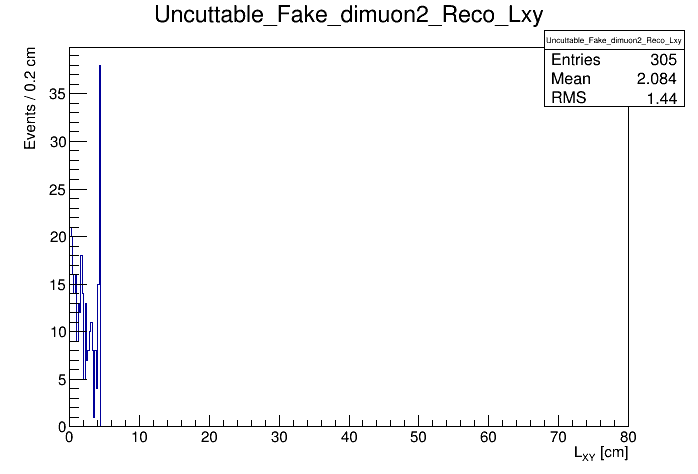 Uncuttable_Fake_dimuon2_Reco_Lxy
Uncuttable_Fake_dimuon2_Reco_Lxy
Entries 305
Mean 2.084
RMS 1.44
Events / 0.2 cm
35
30
25
20
15
10
5
0
0 10 20 30 40 50 60 70 80
L_XY [cm]